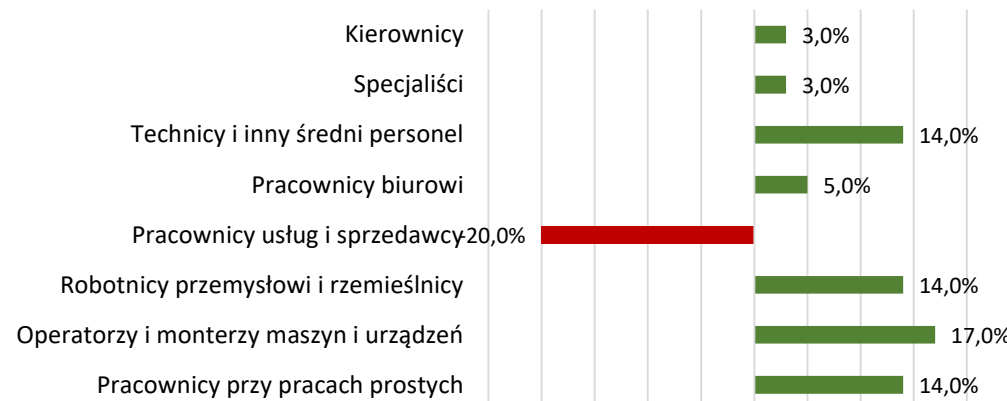 Kierownicy 3,0%
Specjaliści 3,0%
Technicy i inny średni personel 14,0%
Pracownicy biurowi 5,0%
Pracownicy usług i sprzedawcy -20,0%
Robotnicy przemysłowi i rzemieślnicy 14,0%
Operatorzy i monterzy maszyn i urządzeń 17,0%
Pracownicy przy pracach prostych 14,0%